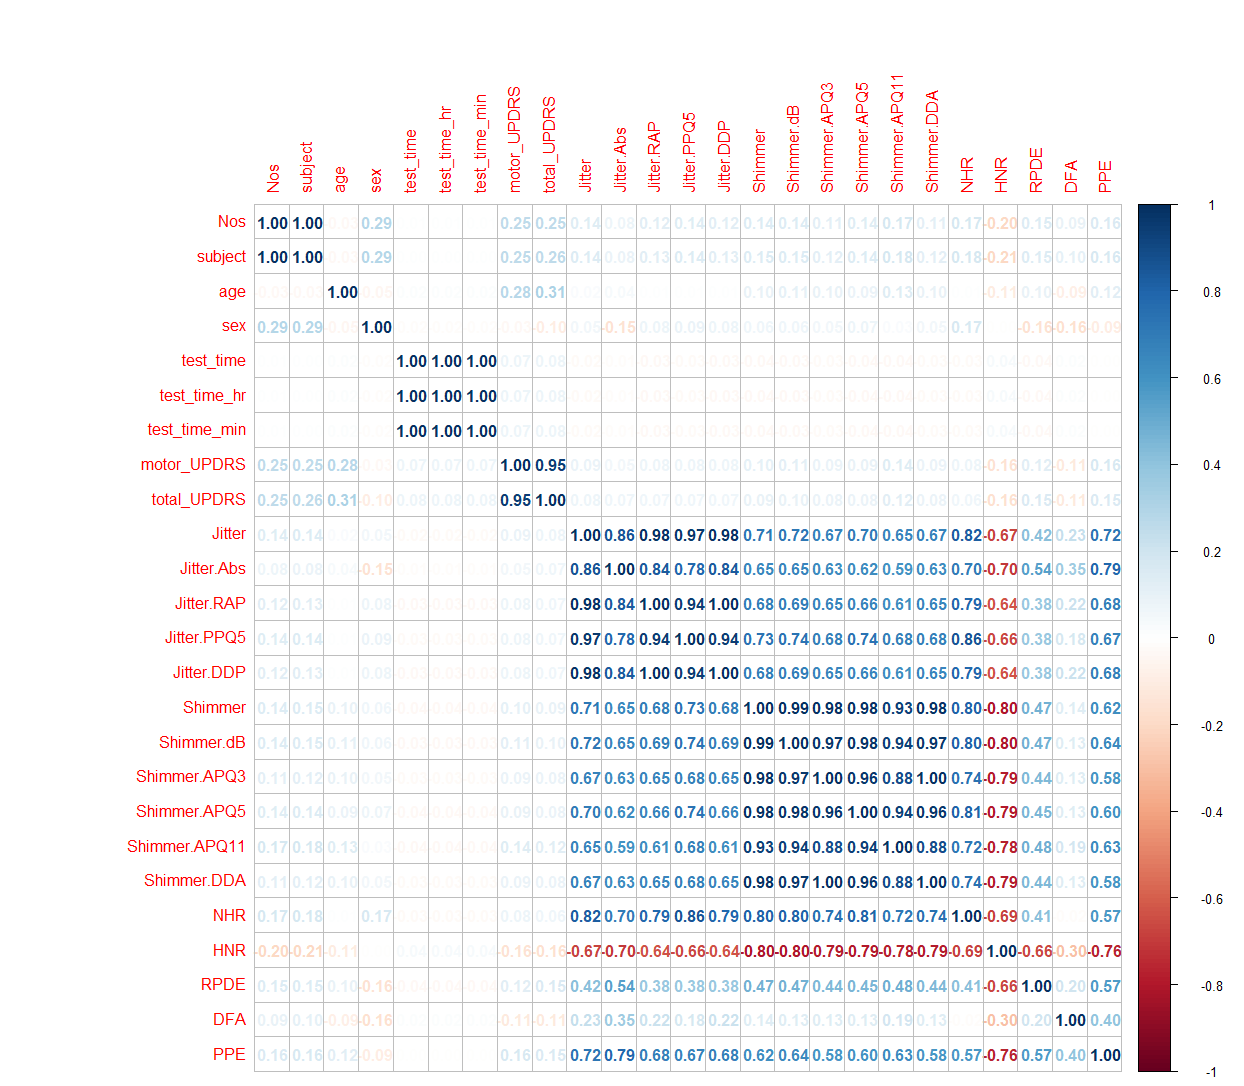 Nos subject age sex test_time test_time_hr test_time_min motor_UPDRS total_UPDRS Jitter Jitter.Abs Jitter.RAP Jitter.PPQ5 Jitter.DDP Shimmer Shimmer.dB Shimmer.APQ3 Shimmer.APQ5 Shimmer.APQ11 Shimmer.DDA NHR HNR RPDE DFA PPE
1
Nos 1.00 1.00 0.29 0.25 0.25 0.14 0.08 0.12 0.14 0.12 0.14 0.14 0.11 0.14 0.17 0.11 0.17 -0.20 0.15 0.09 0.16
subject 1.00 1.00 0.29 0.25 0.26 0.14 0.08 0.13 0.14 0.13 0.15 0.15 0.12 0.14 0.18 0.12 0.18 -0.21 0.15 0.10 0.16
age 1.00 0.28 0.31 0.10 0.11 0.10 0.09 0.13 0.10 -0.11 0.10 -0.09 0.12
0.8
sex 0.29 0.29 1.00 -0.10 0.05 -0.15 0.08 0.09 0.08 0.06 0.06 0.05 0.07 0.05 0.17 -0.16 -0.16 -0.09
test_time 1.00 1.00 1.00 0.07 0.08
0.6
test_time_hr 1.00 1.00 1.00 0.07 0.08
test_time_min 1.00 1.00 1.00 0.07 0.08
0.4
motor_UPDRS 0.25 0.25 0.28 0.07 0.07 0.07 1.00 0.95 0.09 0.05 0.08 0.08 0.08 0.10 0.11 0.09 0.09 0.14 0.09 0.08 -0.16 0.12 -0.11 0.16
total_UPDRS 0.25 0.26 0.31 -0.10 0.08 0.08 0.08 0.95 1.00 0.08 0.07 0.07 0.07 0.07 0.09 0.10 0.08 0.08 0.12 0.08 0.06 -0.16 0.15 -0.11 0.15
Jitter 0.14 0.14 0.05 0.09 0.08 1.00 0.86 0.98 0.97 0.98 0.71 0.72 0.67 0.70 0.65 0.67 0.82 -0.67 0.42 0.23 0.72
0.2
Jitter.Abs 0.08 0.08 -0.15 0.05 0.07 0.86 1.00 0.84 0.78 0.84 0.65 0.65 0.63 0.62 0.59 0.63 0.70 -0.70 0.54 0.35 0.79
Jitter.RAP 0.12 0.13 0.08 0.08 0.07 0.98 0.84 1.00 0.94 1.00 0.68 0.69 0.65 0.66 0.61 0.65 0.79 -0.64 0.38 0.22 0.68
Jitter.PPQ5 0.14 0.14 0.09 0.08 0.07 0.97 0.78 0.94 1.00 0.94 0.73 0.74 0.68 0.74 0.68 0.68 0.86 -0.66 0.38 0.18 0.67
0
Jitter.DDP 0.12 0.13 0.08 0.08 0.07 0.98 0.84 1.00 0.94 1.00 0.68 0.69 0.65 0.66 0.61 0.65 0.79 -0.64 0.38 0.22 0.68
Shimmer 0.14 0.15 0.10 0.06 0.10 0.09 0.71 0.65 0.68 0.73 0.68 1.00 0.99 0.98 0.98 0.93 0.98 0.80 -0.80 0.47 0.14 0.62
-0.2
Shimmer.dB 0.14 0.15 0.11 0.06 0.11 0.10 0.72 0.65 0.69 0.74 0.69 0.99 1.00 0.97 0.98 0.94 0.97 0.80 -0.80 0.47 0.13 0.64
Shimmer.APQ3 0.11 0.12 0.10 0.05 0.09 0.08 0.67 0.63 0.65 0.68 0.65 0.98 0.97 1.00 0.96 0.88 1.00 0.74 -0.79 0.44 0.13 0.58
Shimmer.APQ5 0.14 0.14 0.09 0.07 0.09 0.08 0.70 0.62 0.66 0.74 0.66 0.98 0.98 0.96 1.00 0.94 0.96 0.81 -0.79 0.45 0.13 0.60
-0.4
Shimmer.APQ11 0.17 0.18 0.13 0.14 0.12 0.65 0.59 0.61 0.68 0.61 0.93 0.94 0.88 0.94 1.00 0.88 0.72 -0.78 0.48 0.19 0.63
Shimmer.DDA 0.11 0.12 0.10 0.05 0.09 0.08 0.67 0.63 0.65 0.68 0.65 0.98 0.97 1.00 0.96 0.88 1.00 0.74 -0.79 0.44 0.13 0.58
-0.6
NHR 0.17 0.18 0.17 0.08 0.06 0.82 0.70 0.79 0.86 0.79 0.80 0.80 0.74 0.81 0.72 0.74 1.00 -0.69 0.41 0.57
HNR -0.20 -0.21 -0.11 -0.16 -0.16 -0.67 -0.70 -0.64 -0.66 -0.64 -0.80 -0.80 -0.79 -0.79 -0.78 -0.79 -0.69 1.00 -0.66 -0.30 -0.76
RPDE 0.15 0.15 0.10 -0.16 0.12 0.15 0.42 0.54 0.38 0.38 0.38 0.47 0.47 0.44 0.45 0.48 0.44 0.41 -0.66 1.00 0.20 0.57
-0.8
DFA 0.09 0.10 -0.09 -0.16 -0.11 -0.11 0.23 0.35 0.22 0.18 0.22 0.14 0.13 0.13 0.13 0.19 0.13 -0.30 0.20 1.00 0.40
PPE 0.16 0.16 0.12 -0.09 0.16 0.15 0.72 0.79 0.68 0.67 0.68 0.62 0.64 0.58 0.60 0.63 0.58 0.57 -0.76 0.57 0.40 1.00
-1